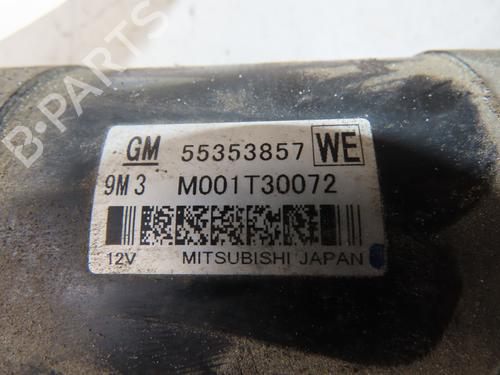 B-PARTS
GM 55353857 WE
9M3 M001T30072
12V MITSUBISHI JAPAN